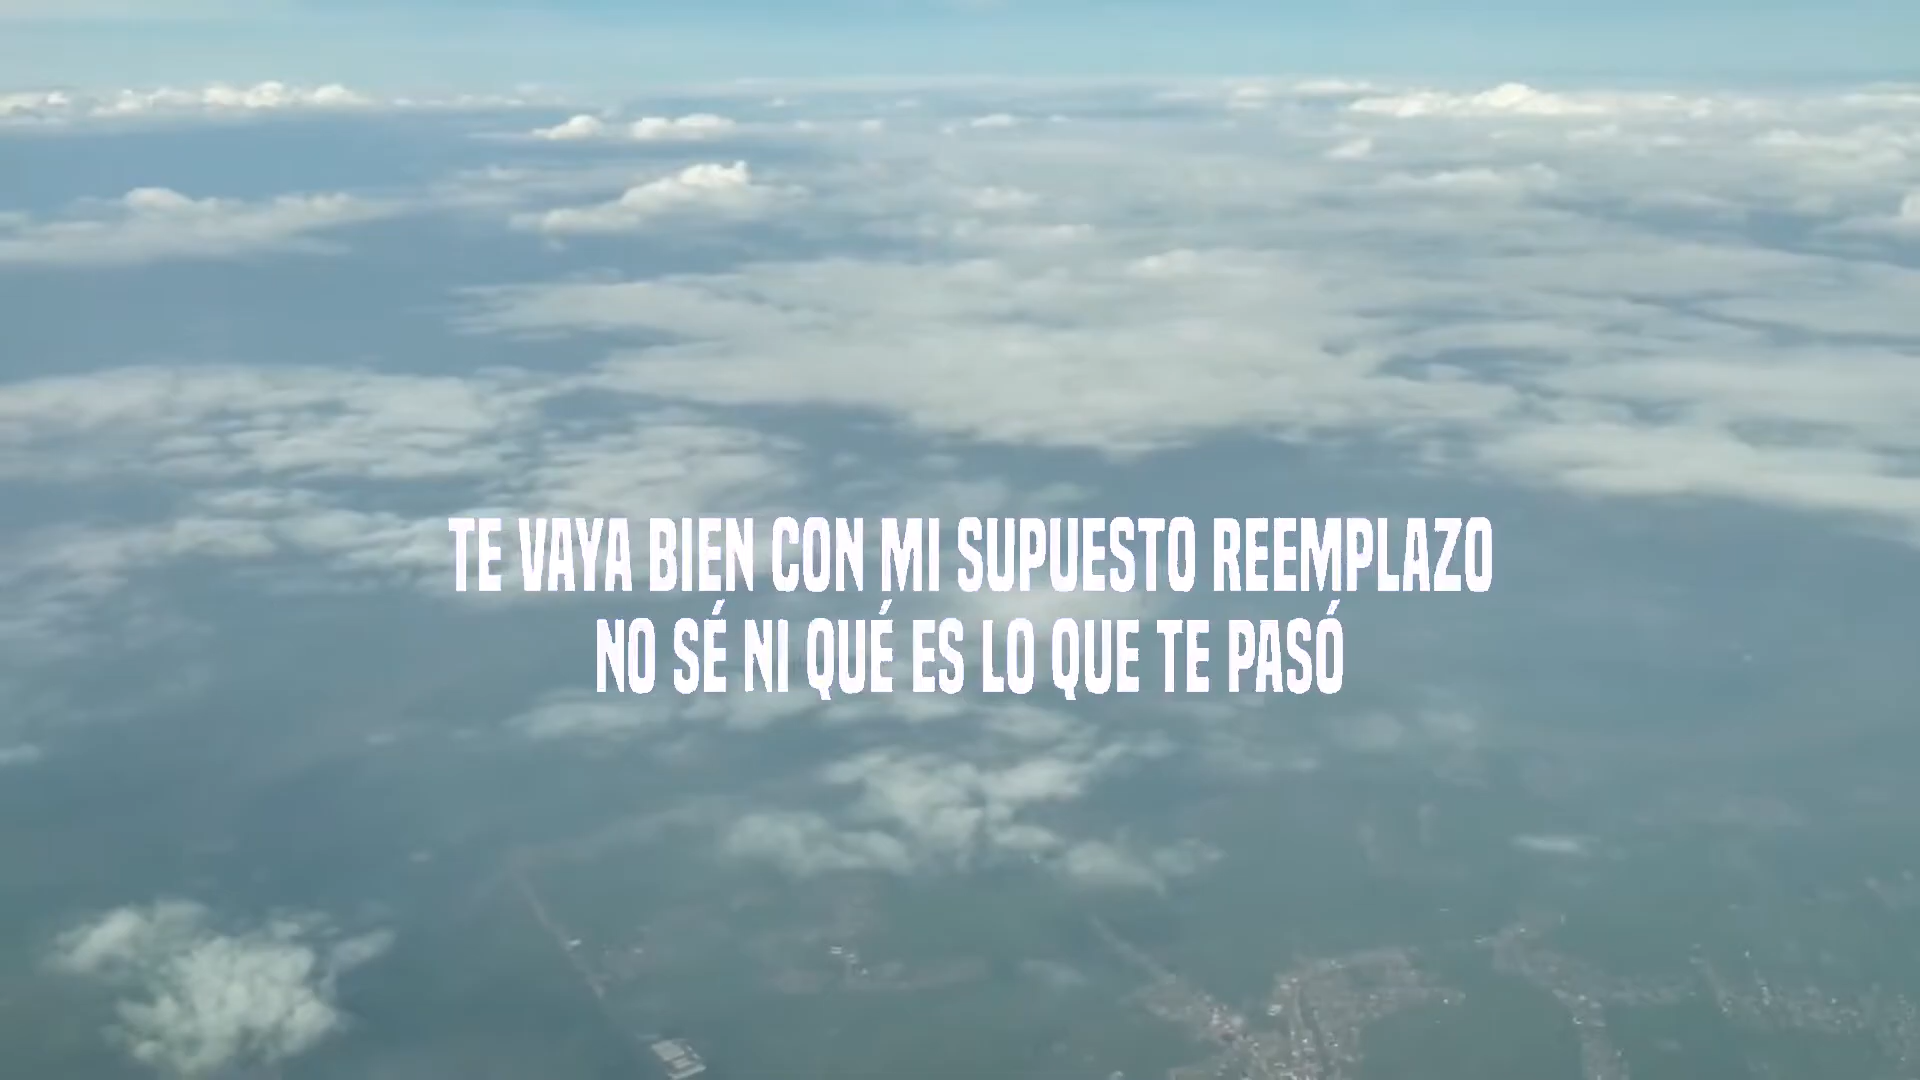 TE VAYA BIEN CON MI SUPUESTO REEMPLAZO
NO SÉ NI QUÉ ES LO QUE TE PASÓ